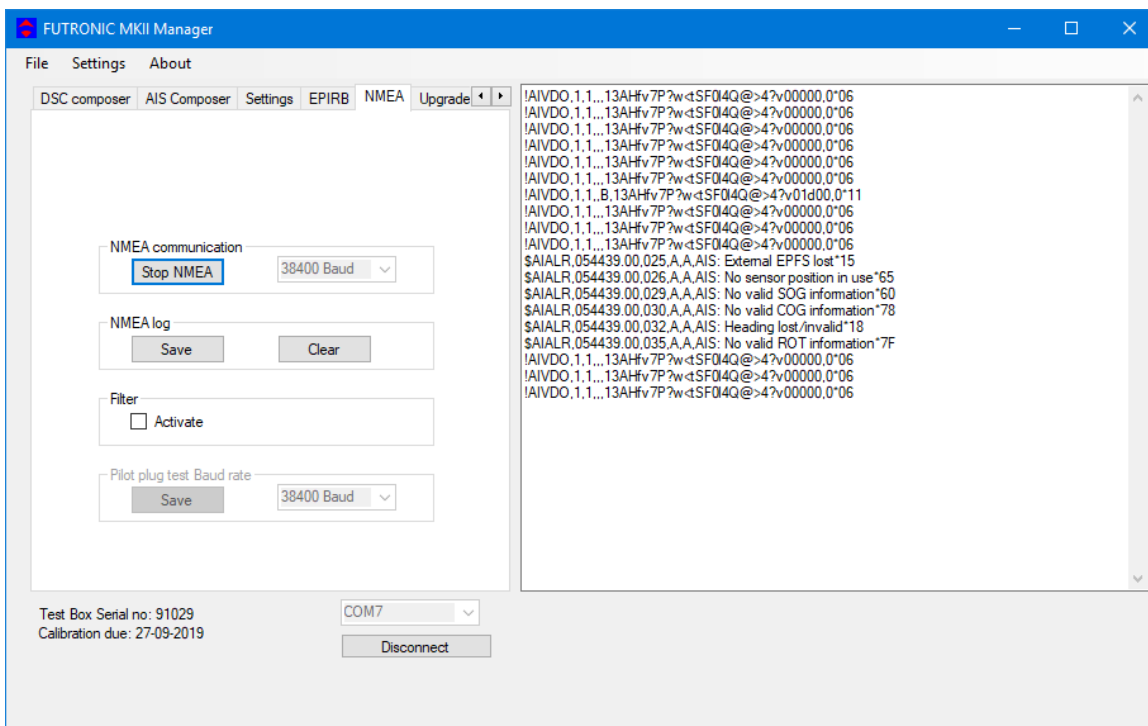 FUTRONIC MKII Manager
File Settings About
DSC composer AIS Composer Settings EPIRB NMEA Upgrade
NMEA communication
Stop NMEA 38400 Baud
NMEA log
Save Clear
Filter
Activate
Pilot plug test Baud rate
Save 38400 Baud
Test Box Serial no: 91029
Calibration due: 27-09-2019
COM7
Disconnect
!AIVDO,1,1,,,13AHfv7P?w<tSF0l4Q@>4?v00000,0*06
!AIVDO,1,1,,,13AHfv7P?w<tSF0l4Q@>4?v00000,0*06
!AIVDO,1,1,,,13AHfv7P?w<tSF0l4Q@>4?v00000,0*06
!AIVDO,1,1,,,13AHfv7P?w<tSF0l4Q@>4?v00000,0*06
!AIVDO,1,1,,,13AHfv7P?w<tSF0l4Q@>4?v00000,0*06
!AIVDO,1,1,,,13AHfv7P?w<tSF0l4Q@>4?v00000,0*06
!AIVDO,1,1,,B,13AHfv7P?w<tSF0l4Q@>4?v01d00,0*11
!AIVDO,1,1,,,13AHfv7P?w<tSF0l4Q@>4?v00000,0*06
!AIVDO,1,1,,,13AHfv7P?w<tSF0l4Q@>4?v00000,0*06
!AIVDO,1,1,,,13AHfv7P?w<tSF0l4Q@>4?v00000,0*06
$AIALR,054439.00,025,A,A,AIS: External EPFS lost*15
$AIALR,054439.00,026,A,A,AIS: No sensor position in use*65
$AIALR,054439.00,029,A,A,AIS: No valid SOG information*60
$AIALR,054439.00,030,A,A,AIS: No valid COG information*78
$AIALR,054439.00,032,A,A,AIS: Heading lost/invalid*18
$AIALR,054439.00,035,A,A,AIS: No valid ROT information*7F
!AIVDO,1,1,,,13AHfv7P?w<tSF0l4Q@>4?v00000,0*06
!AIVDO,1,1,,,13AHfv7P?w<tSF0l4Q@>4?v00000,0*06
!AIVDO,1,1,,,13AHfv7P?w<tSF0l4Q@>4?v00000,0*06